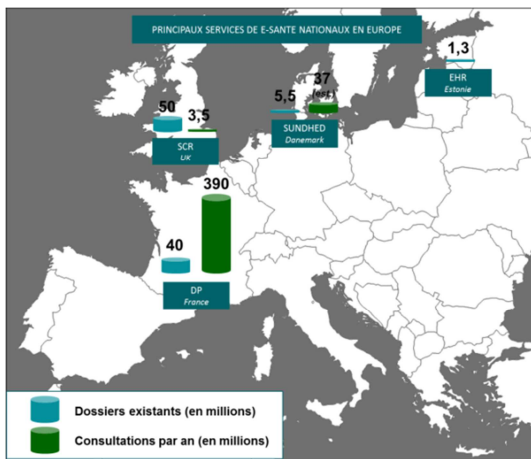 PRINCIPAUX SERVICES DE E-SANTE NATIONAUX EN EUROPE
1,3
EHR
Estonie
37
(est.)
5,5
SUNDHED
Danemark
50
3,5
SCR
UK
390
40
DP
France
Dossiers existants (en millions)
Consultations par an (en millions)